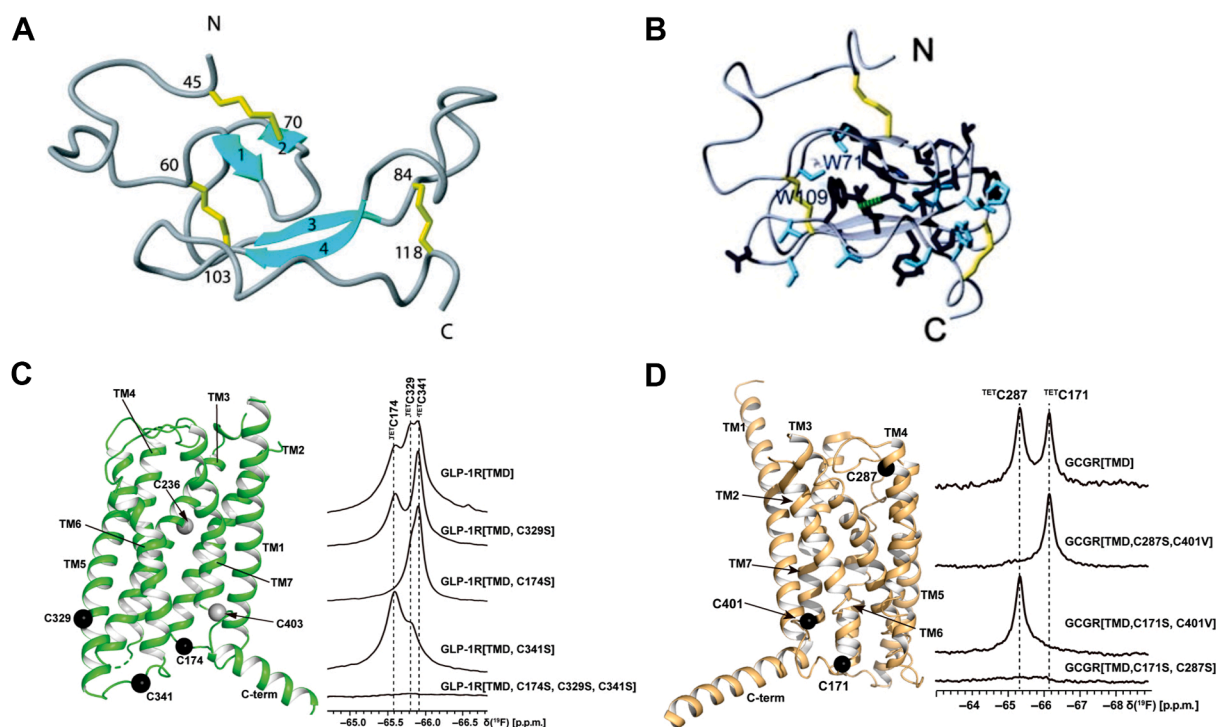 A
N
45
70
1
2
60
84
3
4
103
118
C
B
N
W71
W109
C
C
TM4
TM3
TM2
C236
TM6
TM5
TM1
TM7
C329
C403
C174
C341
C-term
TETC174
TETC329
TETC341
GLP-1R[TMD]
GLP-1R[TMD, C329S]
GLP-1R[TMD, C174S]
GLP-1R[TMD, C341S]
GLP-1R[TMD, C174S, C329S, C341S]
−65.0 −65.5 −66.0 −66.5 δ(¹⁹F) [p.p.m.]
D
TM1
TM3
TM4
C287
TM2
TM7
TM5
C401
TM6
C171
C-term
TETC287 TETC171
GCGR[TMD]
GCGR[TMD,C287S,C401V]
GCGR[TMD,C171S, C401V]
GCGR[TMD,C171S, C287S]
−64 −65 −66 −67 −68 δ(¹⁹F) [p.p.m.]